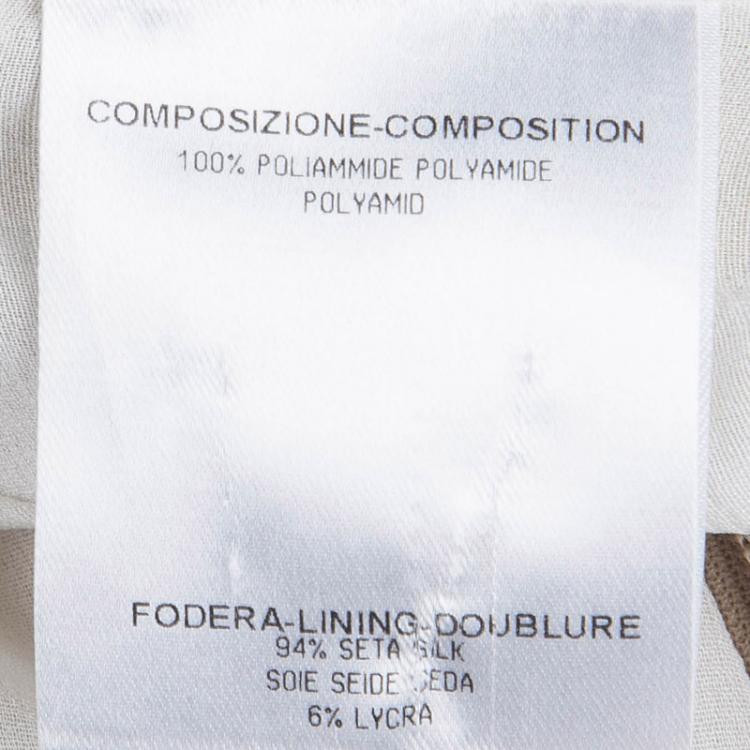 COMPOSIZIONE-COMPOSITION
100% POLIAMMIDE POLYAMIDE
POLYAMID
FODERA-LINING-DOUBLURE
94% SETA SILK
SOIE SEIDE SEDA
6% LYCRA